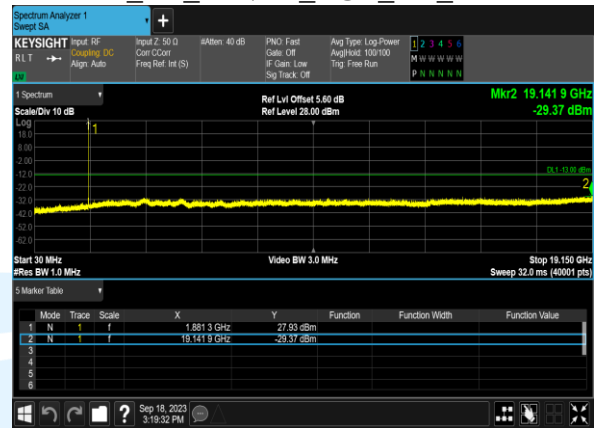 Spectrum Analyzer 1
Swept SA
+
KEYSIGHT Input: RF Input Z: 50 Ω #Atten: 40 dB PNO: Fast Avg Type: Log-Power 1 2 3 4 5 6
RLT Coupling: DC Corr CCorr Gate: Off Avg|Hold: 100/100 M W W W W W
Align: Auto Freq Ref: Int (S) IF Gain: Low Trig: Free Run
Sig Track: Off P N N N N N
1 Spectrum Ref Lvl Offset 5.60 dB Mkr2 19.141 9 GHz
Scale/Div 10 dB Ref Level 28.00 dBm -29.37 dBm
Log
18.0
8.00
-2.00
-12.0
-22.0
-32.0
-42.0
-52.0
-62.0
1
DL1 -13.00 dBm
2
Start 30 MHz Video BW 3.0 MHz Stop 19.150 GHz
#Res BW 1.0 MHz Sweep 32.0 ms (40001 pts)
5 Marker Table
Mode Trace Scale X Y Function Function Width Function Value
1 N 1 f 1.881 3 GHz 27.93 dBm
2 N 1 f 19.141 9 GHz -29.37 dBm
3
4
5
6
? Sep 18, 2023
3:19:32 PM